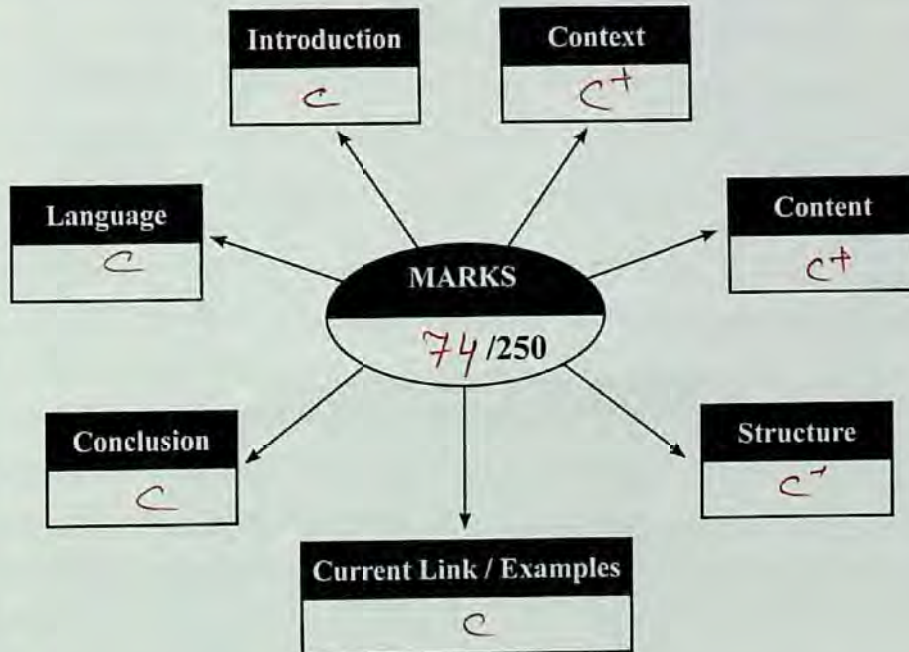 Introduction
C
Context
C+
Language
C
Content
C+
MARKS
74/250
Conclusion
C
Structure
C+
Current Link / Examples
C